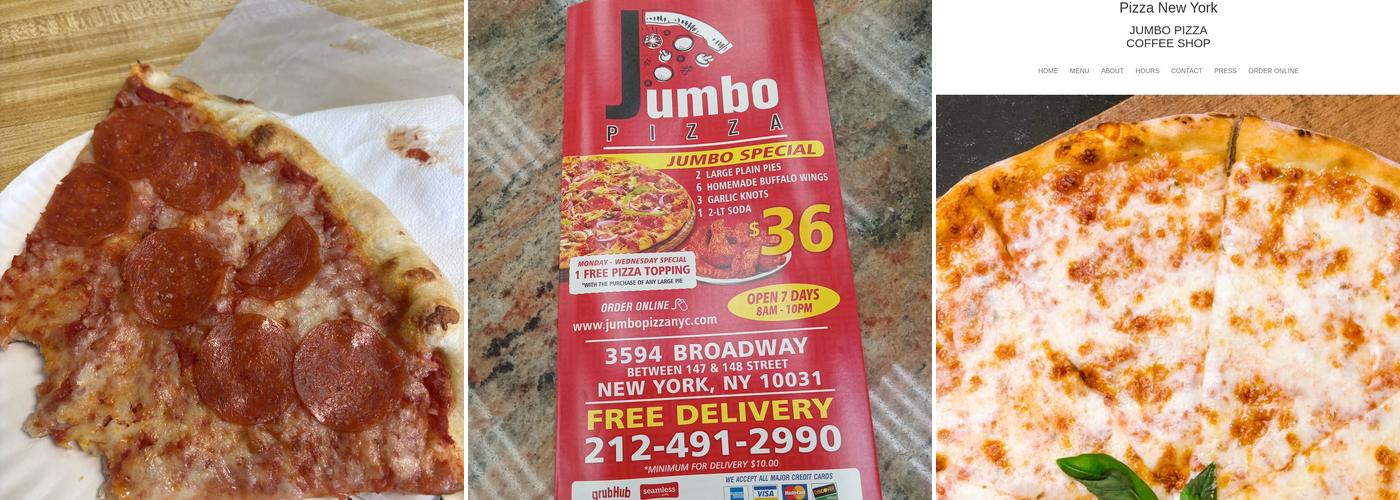 Jumbo
PIZZA
JUMBO SPECIAL
2 LARGE PLAIN PIES
6 HOMEMADE BUFFALO WINGS
3 GARLIC KNOTS
1 2-LT SODA
$36
MONDAY - WEDNESDAY SPECIAL
1 FREE PIZZA TOPPING
*WITH THE PURCHASE OF ANY LARGE PIE
ORDER ONLINE
www.jumbopizzanyc.com
OPEN 7 DAYS
8AM - 10PM
3594 BROADWAY
BETWEEN 147 & 148 STREET
NEW YORK, NY 10031
FREE DELIVERY
212-491-2990
*MINIMUM FOR DELIVERY $10.00
WE ACCEPT ALL MAJOR CREDIT CARDS
grubHub seamless VISA MasterCard DISCOVER
Pizza New York
JUMBO PIZZA
COFFEE SHOP
HOME MENU ABOUT HOURS CONTACT PRESS ORDER ONLINE